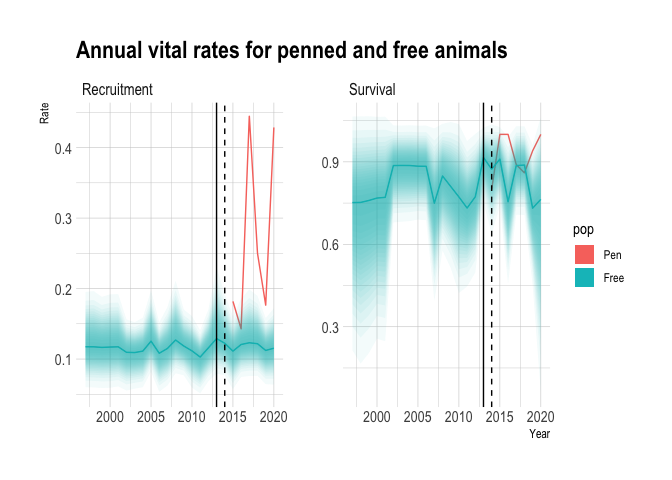 Annual vital rates for penned and free animals
Recruitment
Survival
Rate
0.4
0.3
0.2
0.1
0.9
0.6
0.3
2000 2005 2010 2015 2020
2000 2005 2010 2015 2020
Year
pop
Pen
Free